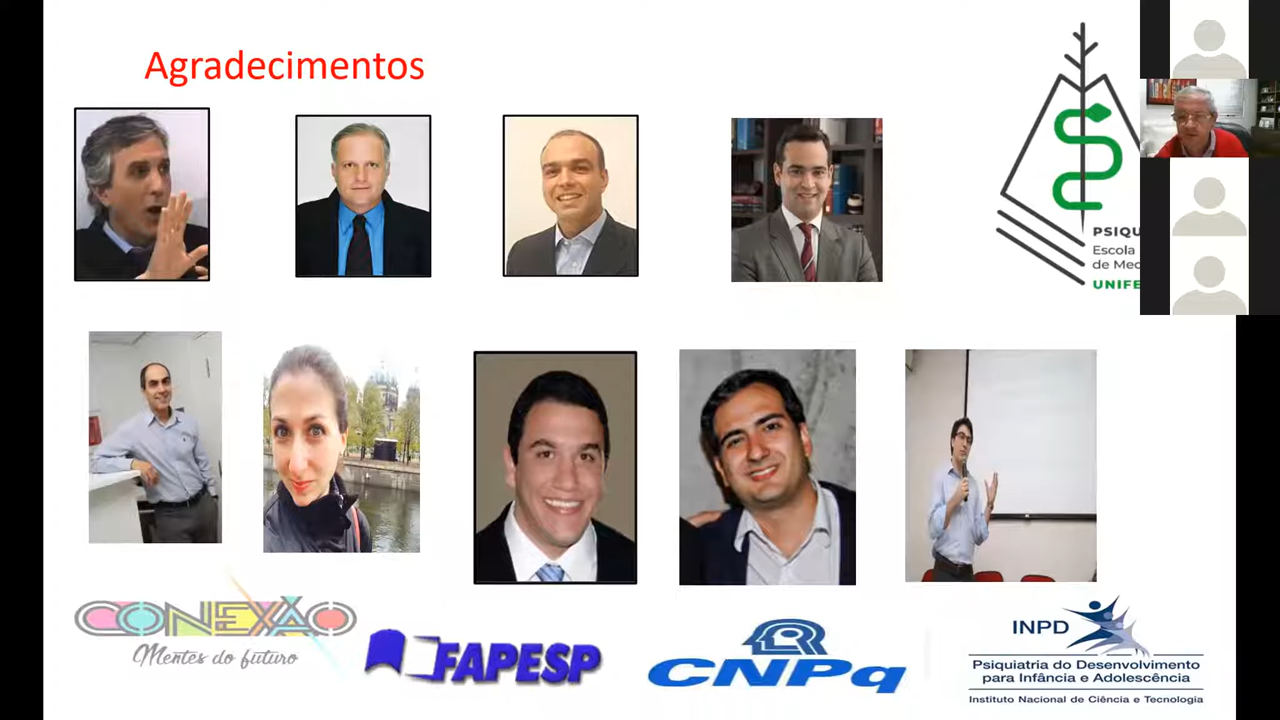 Agradecimentos
PSIQU
Escola
de Mec
UNIFE
CONEXÃO
Mentes do futuro
FAPESP
CNPq
INPD
Psiquiatria do Desenvolvimento
para Infância e Adolescência
Instituto Nacional de Ciência e Tecnologia